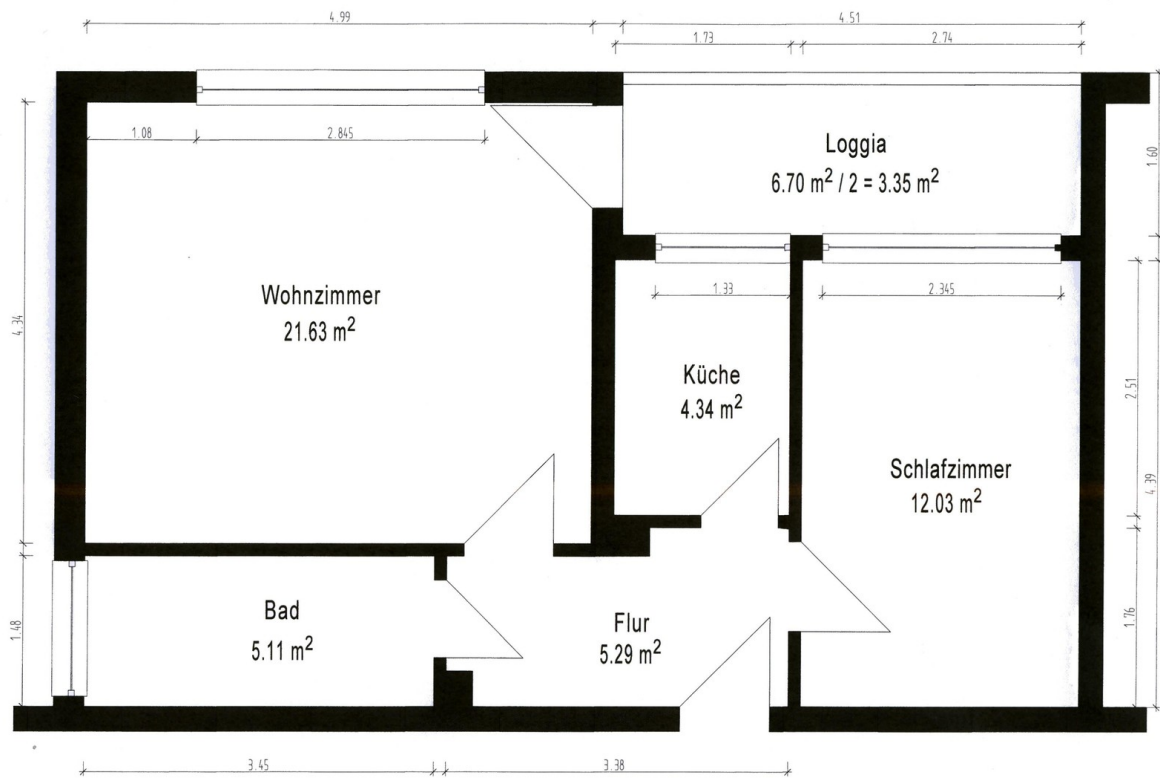 4.99
4.51
1.73
2.74
1.08
2.845
Loggia
6.70 m² / 2 = 3.35 m²
1.60
Wohnzimmer
21.63 m²
4.34
1.33
2.345
Küche
4.34 m²
2.51
4.39
Schlafzimmer
12.03 m²
Bad
5.11 m²
1.48
Flur
5.29 m²
1.76
3.45
3.38